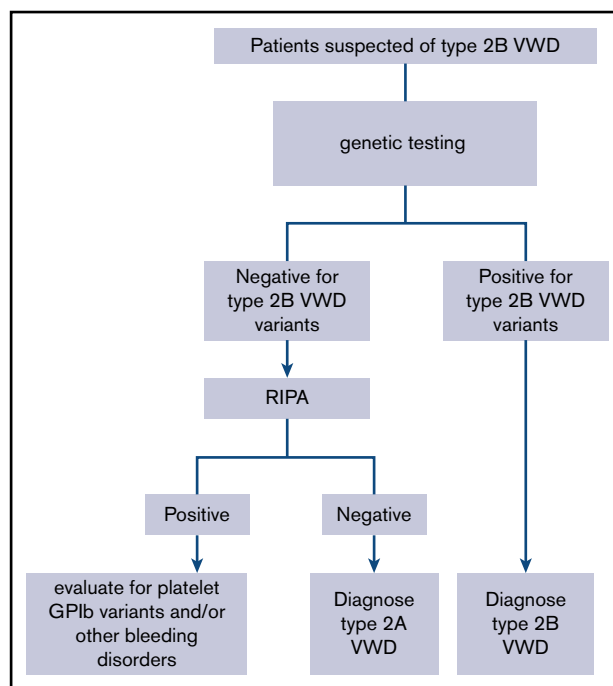 Patients suspected of type 2B VWD
genetic testing
Negative for
type 2B VWD
variants
Positive for
type 2B VWD
variants
RIPA
Positive
Negative
evaluate for platelet
GPIb variants and/or
other bleeding
disorders
Diagnose
type 2A
VWD
Diagnose
type 2B
VWD